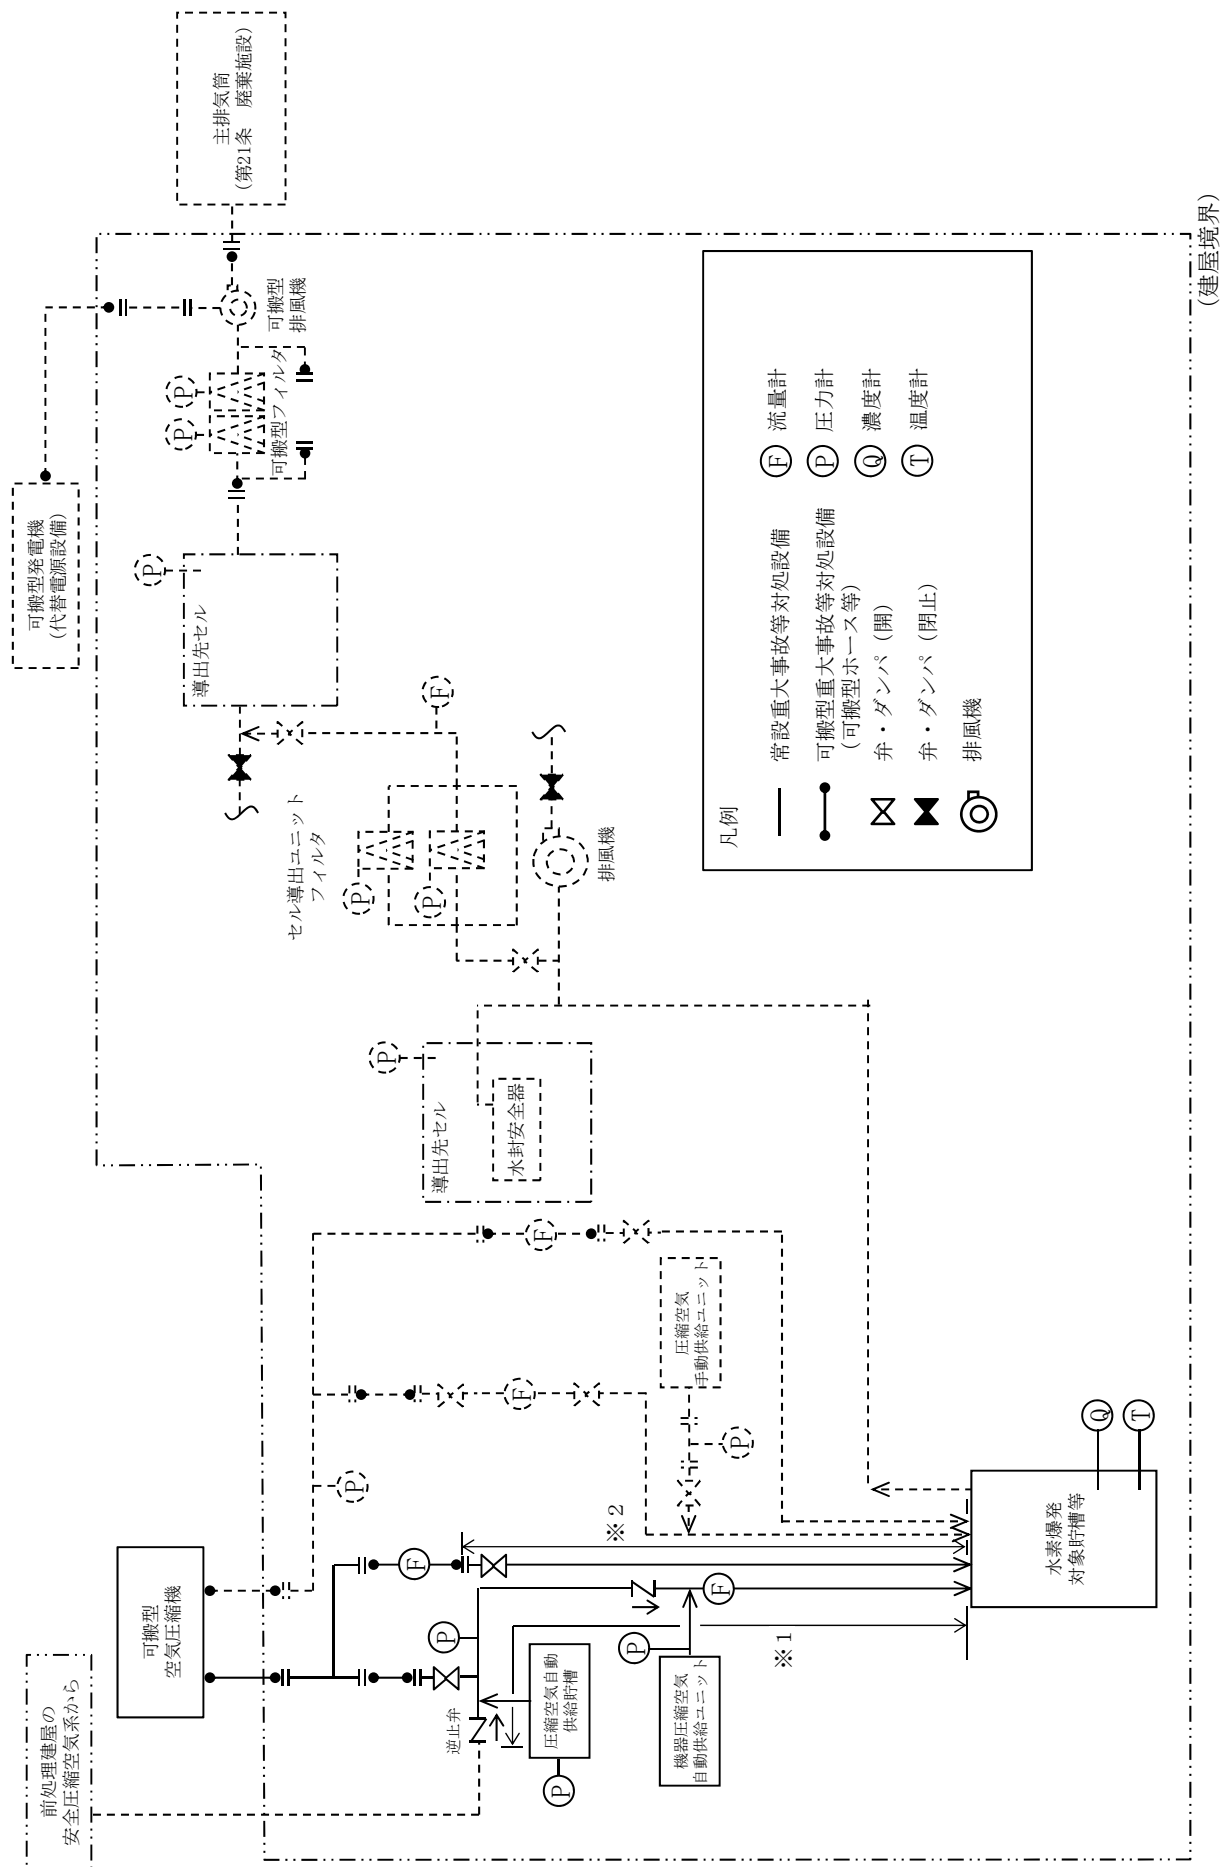 主排気筒
(第21条　廃棄施設)
(建屋境界)
可搬型
排風機
P
P
可搬型フィルタ
可搬型発電機
(代替電源設備)
P
導出先セル
F
セル導出ユニット
フィルタ
P
P
排風機
凡例
常設重大事故等対処設備
可搬型重大事故等対処設備
(可搬型ホース等)
弁・ダンパ（開）
弁・ダンパ（閉止）
排風機
F 流量計
P 圧力計
Q 濃度計
T 温度計
P
導出先セル
水封安全器
F
圧縮空気
手動供給ユニット
F
P
P
Q
T
水素爆発
対象貯槽等
※2
※1
可搬型
空気圧縮機
F
P
F
P
逆止弁
圧縮空気自動
供給貯槽
P
機器圧縮空気
自動供給ユニット
前処理建屋の
安全圧縮空気系から